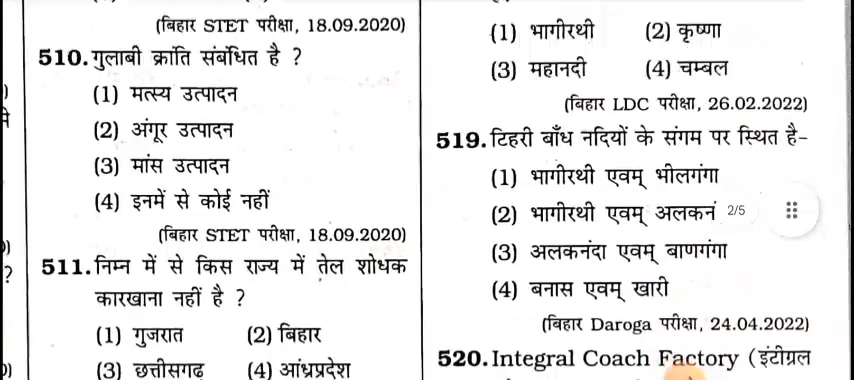 (बिहार STET परीक्षा, 18.09.2020)
510. गुलाबी क्रांति संबंधित है ?
(1) मत्स्य उत्पादन
(2) अंगूर उत्पादन
(3) मांस उत्पादन
(4) इनमें से कोई नहीं
(बिहार STET परीक्षा, 18.09.2020)
511. निम्न में से किस राज्य में तेल शोधक
कारखाना नहीं है ?
(1) गुजरात (2) बिहार
(3) छत्तीसगढ़ (4) आंध्रप्रदेश
(1) भागीरथी (2) कृष्णा
(3) महानदी (4) चम्बल
(बिहार LDC परीक्षा, 26.02.2022)
519. टिहरी बाँध नदियों के संगम पर स्थित है-
(1) भागीरथी एवम् भीलगंगा
(2) भागीरथी एवम् अलकनं 2/5
(3) अलकनंदा एवम् बाणगंगा
(4) बनास एवम् खारी
(बिहार Daroga परीक्षा, 24.04.2022)
520. Integral Coach Factory (इंटीग्रल